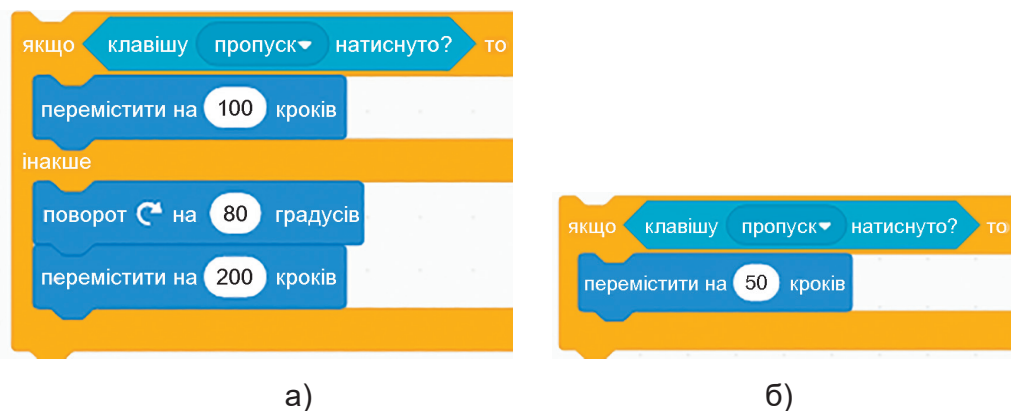 якщо клавішу пропуск натиснуто? то
перемістити на 100 кроків
інакше
поворот на 80 градусів
перемістити на 200 кроків
а)
якщо клавішу пропуск натиснуто? то
перемістити на 50 кроків
б)